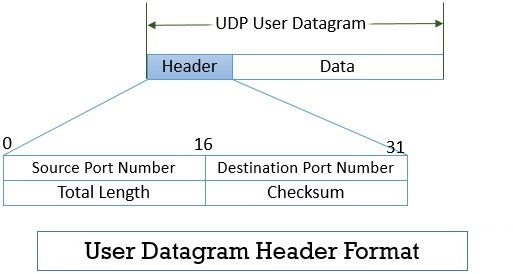 UDP User Datagram
Header Data
0 16 31
Source Port Number Destination Port Number
Total Length Checksum
User Datagram Header Format